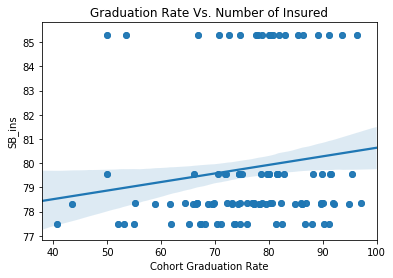 Graduation Rate Vs. Number of Insured
SB_ins
85
84
83
82
81
80
79
78
77
40 50 60 70 80 90 100
Cohort Graduation Rate